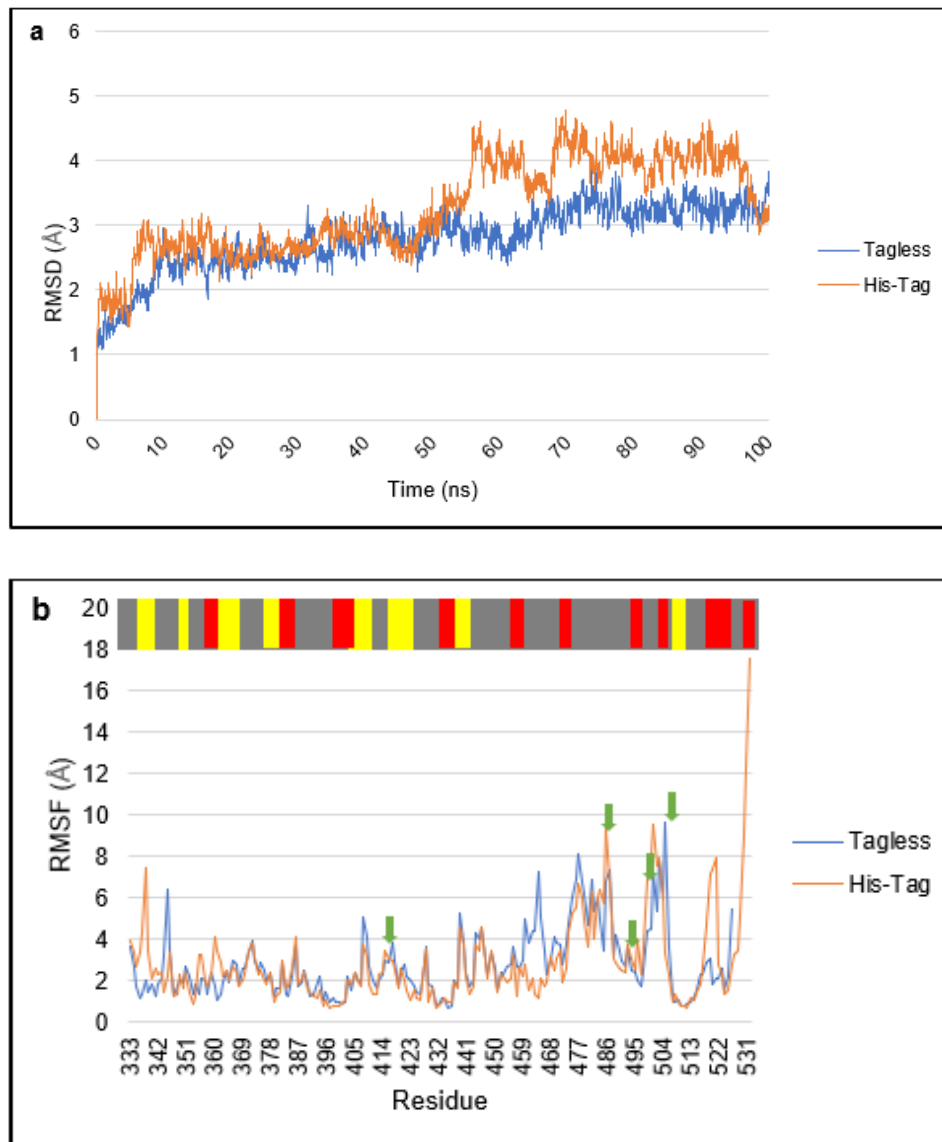 a
6
5
4
3
2
1
0
RMSD (Å)
0 10 20 30 40 50 60 70 80 90 100
Time (ns)
Tagless
His-Tag
b
20
18
16
14
12
10
8
6
4
2
0
RMSF (Å)
333 342 351 360 369 378 387 396 405 414 423 432 441 450 459 468 477 486 495 504 513 522 531
Residue
Tagless
His-Tag